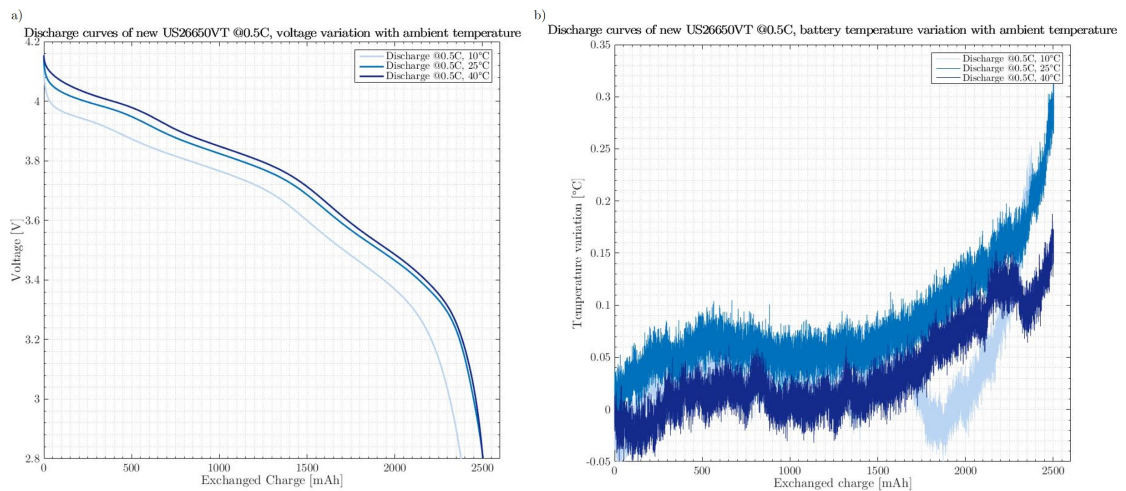 a)
Discharge curves of new US26650VT @0.5C, voltage variation with ambient temperature
4.2
4
3.8
3.6
3.4
3.2
3
2.8
Voltage [V]
Discharge @0.5C, 10°C
Discharge @0.5C, 25°C
Discharge @0.5C, 40°C
0
500
1000
1500
2000
2500
Exchanged Charge [mAh]
b)
Discharge curves of new US26650VT @0.5C, battery temperature variation with ambient temperature
0.35
0.3
0.25
0.2
0.15
0.1
0.05
0
-0.05
Temperature variation [°C]
Discharge @0.5C, 10°C
Discharge @0.5C, 25°C
Discharge @0.5C, 40°C
0
500
1000
1500
2000
2500
Exchanged charge [mAh]